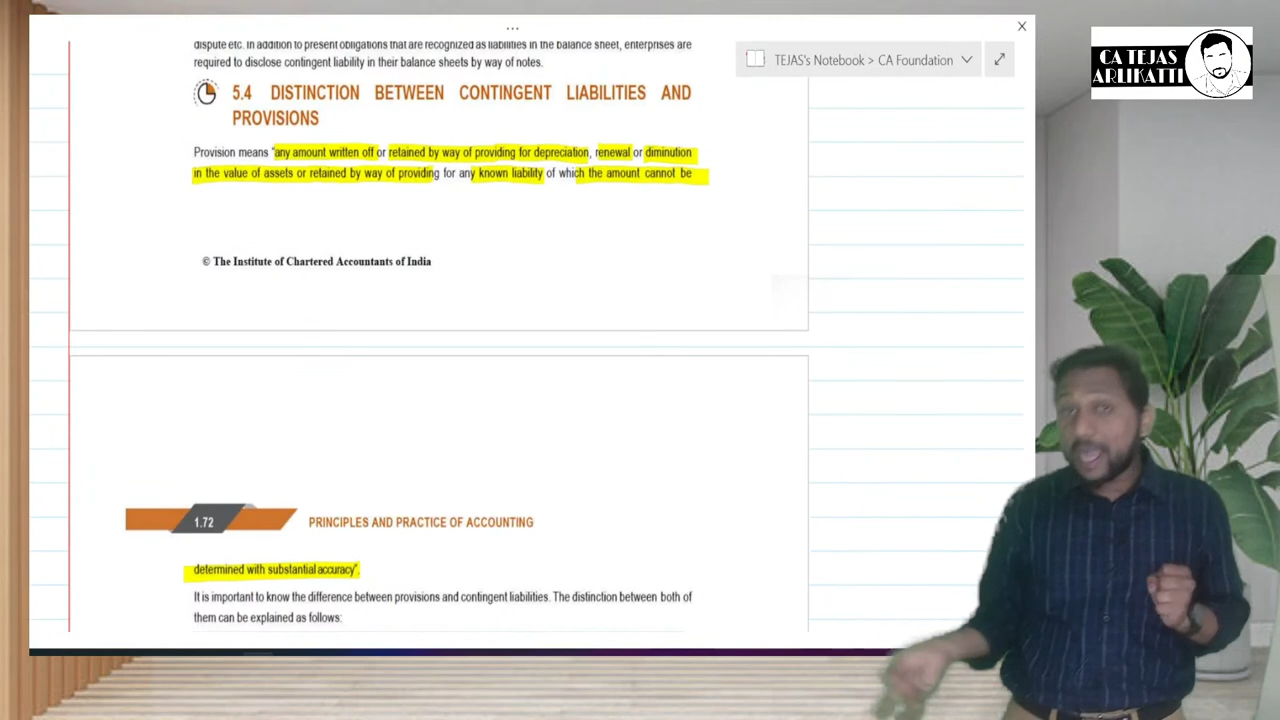 ...
X
CA TEJAS
ARLIKATTI
TEJAS's Notebook > CA Foundation
dispute etc. In addition to present obligations that are recognized as liabilities in the balance sheet, enterprises are
required to disclose contingent liability in their balance sheets by way of notes.
5.4 DISTINCTION BETWEEN CONTINGENT LIABILITIES AND
PROVISIONS
Provision means "any amount written off or retained by way of providing for depreciation, renewal or diminution
in the value of assets or retained by way of providing for any known liability of which the amount cannot be
© The Institute of Chartered Accountants of India
1.72 PRINCIPLES AND PRACTICE OF ACCOUNTING
determined with substantial accuracy".
It is important to know the difference between provisions and contingent liabilities. The distinction between both of
them can be explained as follows: